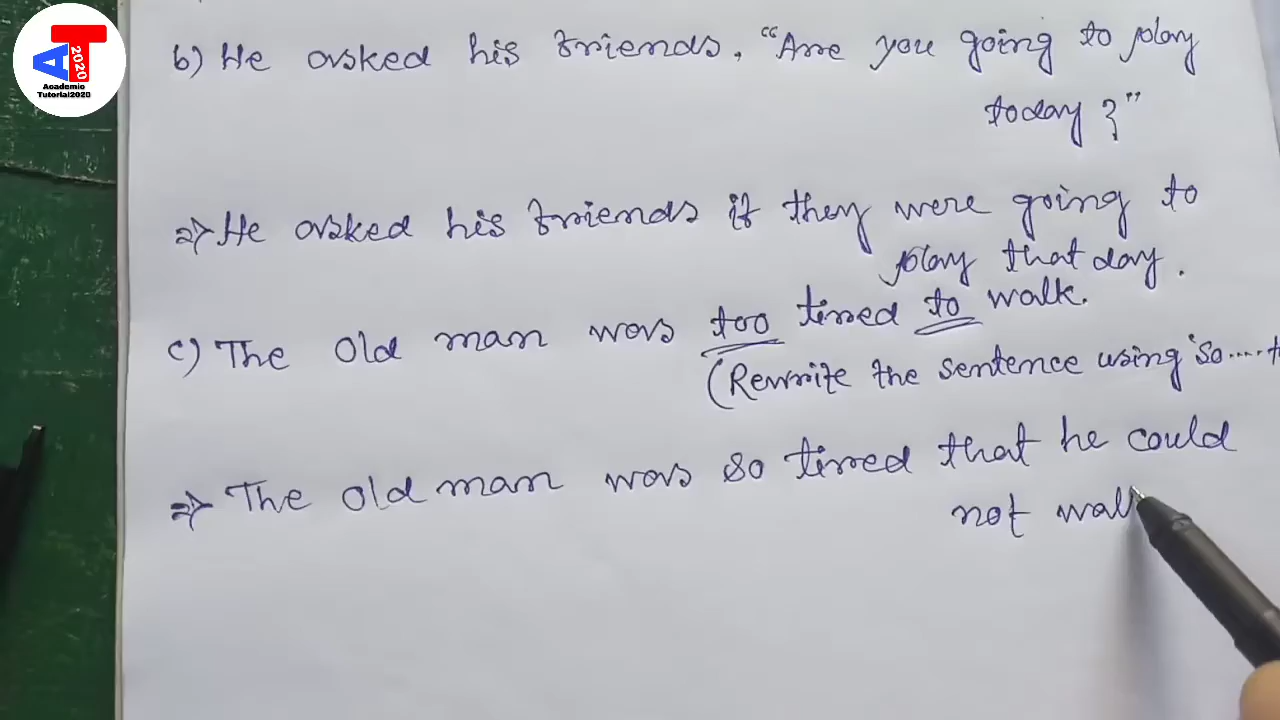 AT
2020
Academic
Tutorial2020
b) He asked his friends, "Are you going to play
today ?"
⇒ He asked his friends if they were going to
play that day.
c) The Old man was too tired to walk.
(Rewrite the sentence using 'so....t
⇒ The Old man was so tired that he could
not wal